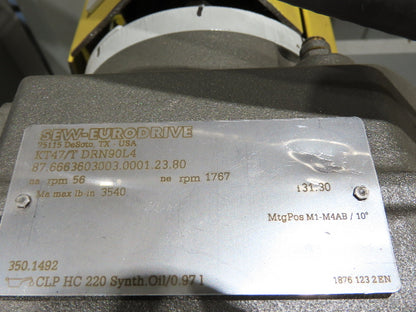 SEW-EURODRIVE
75115 DeSoto, TX - USA
KT47/T DRN90L4
87.6663603003.0001.23.80
na rpm 56 ne rpm 1767 i 31.30
Ma max lb in 3540
MtgPos M1-M4AB / 10°
350.1492
CLP HC 220 Synth.Oil/0.97 l
1876 123 2 EN